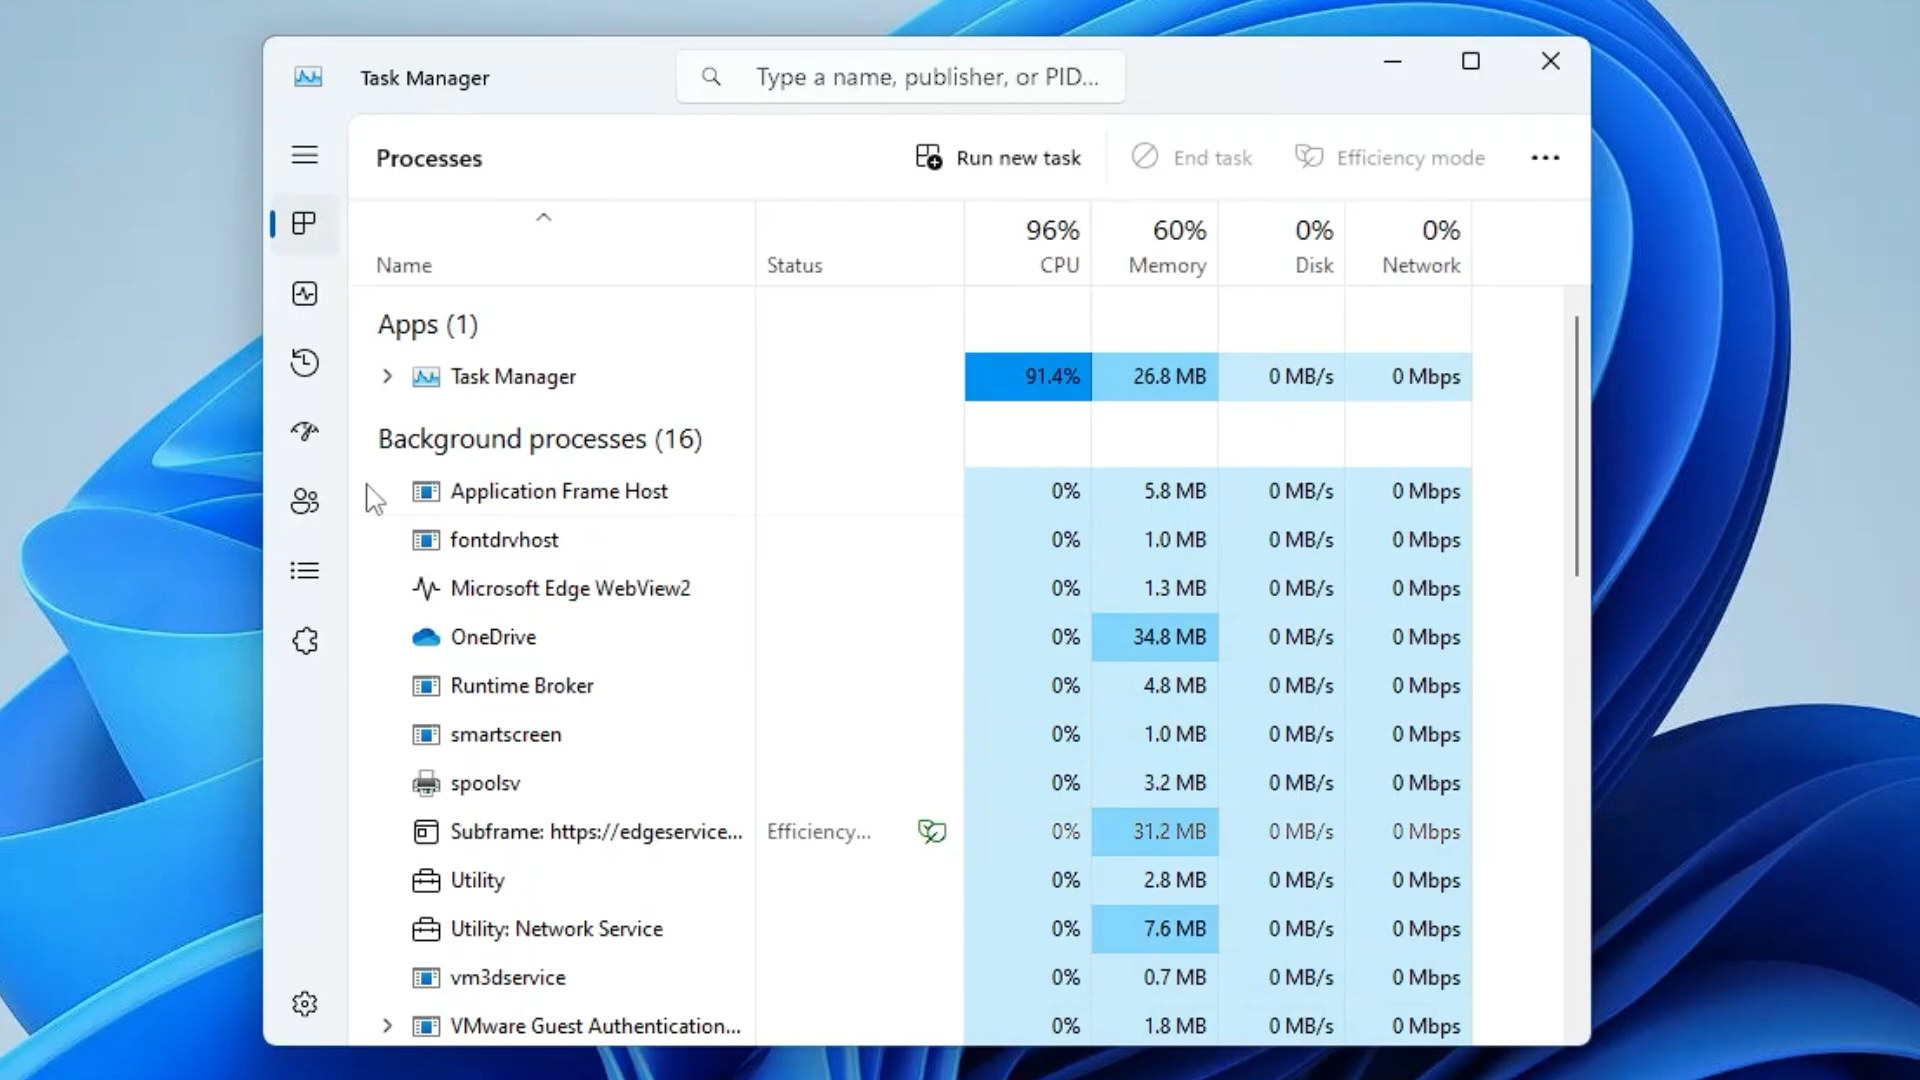 Task Manager
Type a name, publisher, or PID...
Processes
Run new task
End task
Efficiency mode
96% 60% 0% 0%
Name Status CPU Memory Disk Network
Apps (1)
Task Manager 91.4% 26.8 MB 0 MB/s 0 Mbps
Background processes (16)
Application Frame Host 0% 5.8 MB 0 MB/s 0 Mbps
fontdrvhost 0% 1.0 MB 0 MB/s 0 Mbps
Microsoft Edge WebView2 0% 1.3 MB 0 MB/s 0 Mbps
OneDrive 0% 34.8 MB 0 MB/s 0 Mbps
Runtime Broker 0% 4.8 MB 0 MB/s 0 Mbps
smartscreen 0% 1.0 MB 0 MB/s 0 Mbps
spoolsv 0% 3.2 MB 0 MB/s 0 Mbps
Subframe: https://edgeservice... Efficiency... 0% 31.2 MB 0 MB/s 0 Mbps
Utility 0% 2.8 MB 0 MB/s 0 Mbps
Utility: Network Service 0% 7.6 MB 0 MB/s 0 Mbps
vm3dservice 0% 0.7 MB 0 MB/s 0 Mbps
VMware Guest Authentication... 0% 1.8 MB 0 MB/s 0 Mbps